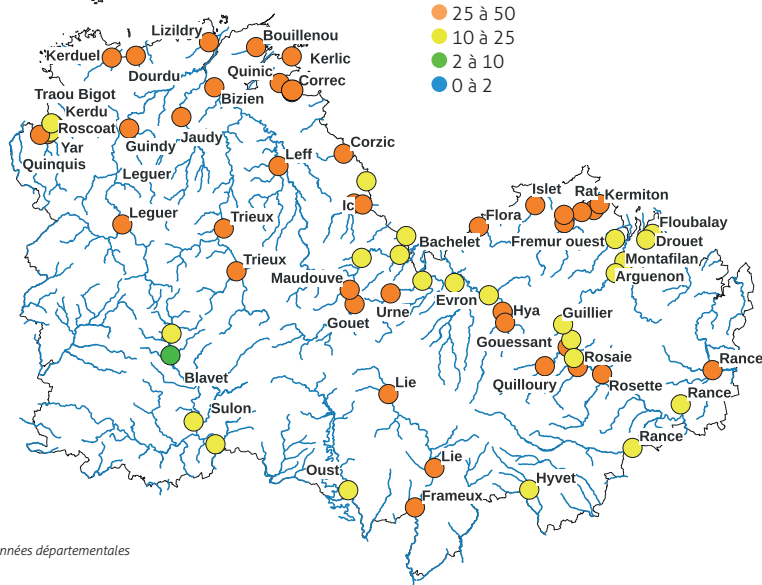 25 à 50
10 à 25
2 à 10
0 à 2
Lizildry
Bouillenou
Kerduel
Kerlic
Dourdu
Quinic
Correc
Traou Bigot
Bizien
Kerdu
Roscoat
Yar
Guindy
Jaudy
Quinquis
Leguer
Leff
Corzic
Leguer
Trieux
Ic
Islet
Rat
Kermiton
Flora
Floubalay
Fremur ouest
Drouet
Bachelet
Montafilan
Arguenon
Trieux
Maudouve
Evron
Urne
Gouet
Hya
Guillier
Gouessant
Rosaie
Rance
Blavet
Lie
Quilloury
Rosette
Rance
Sulon
Rance
Lie
Oust
Hyvet
Frameux
nnées départementales